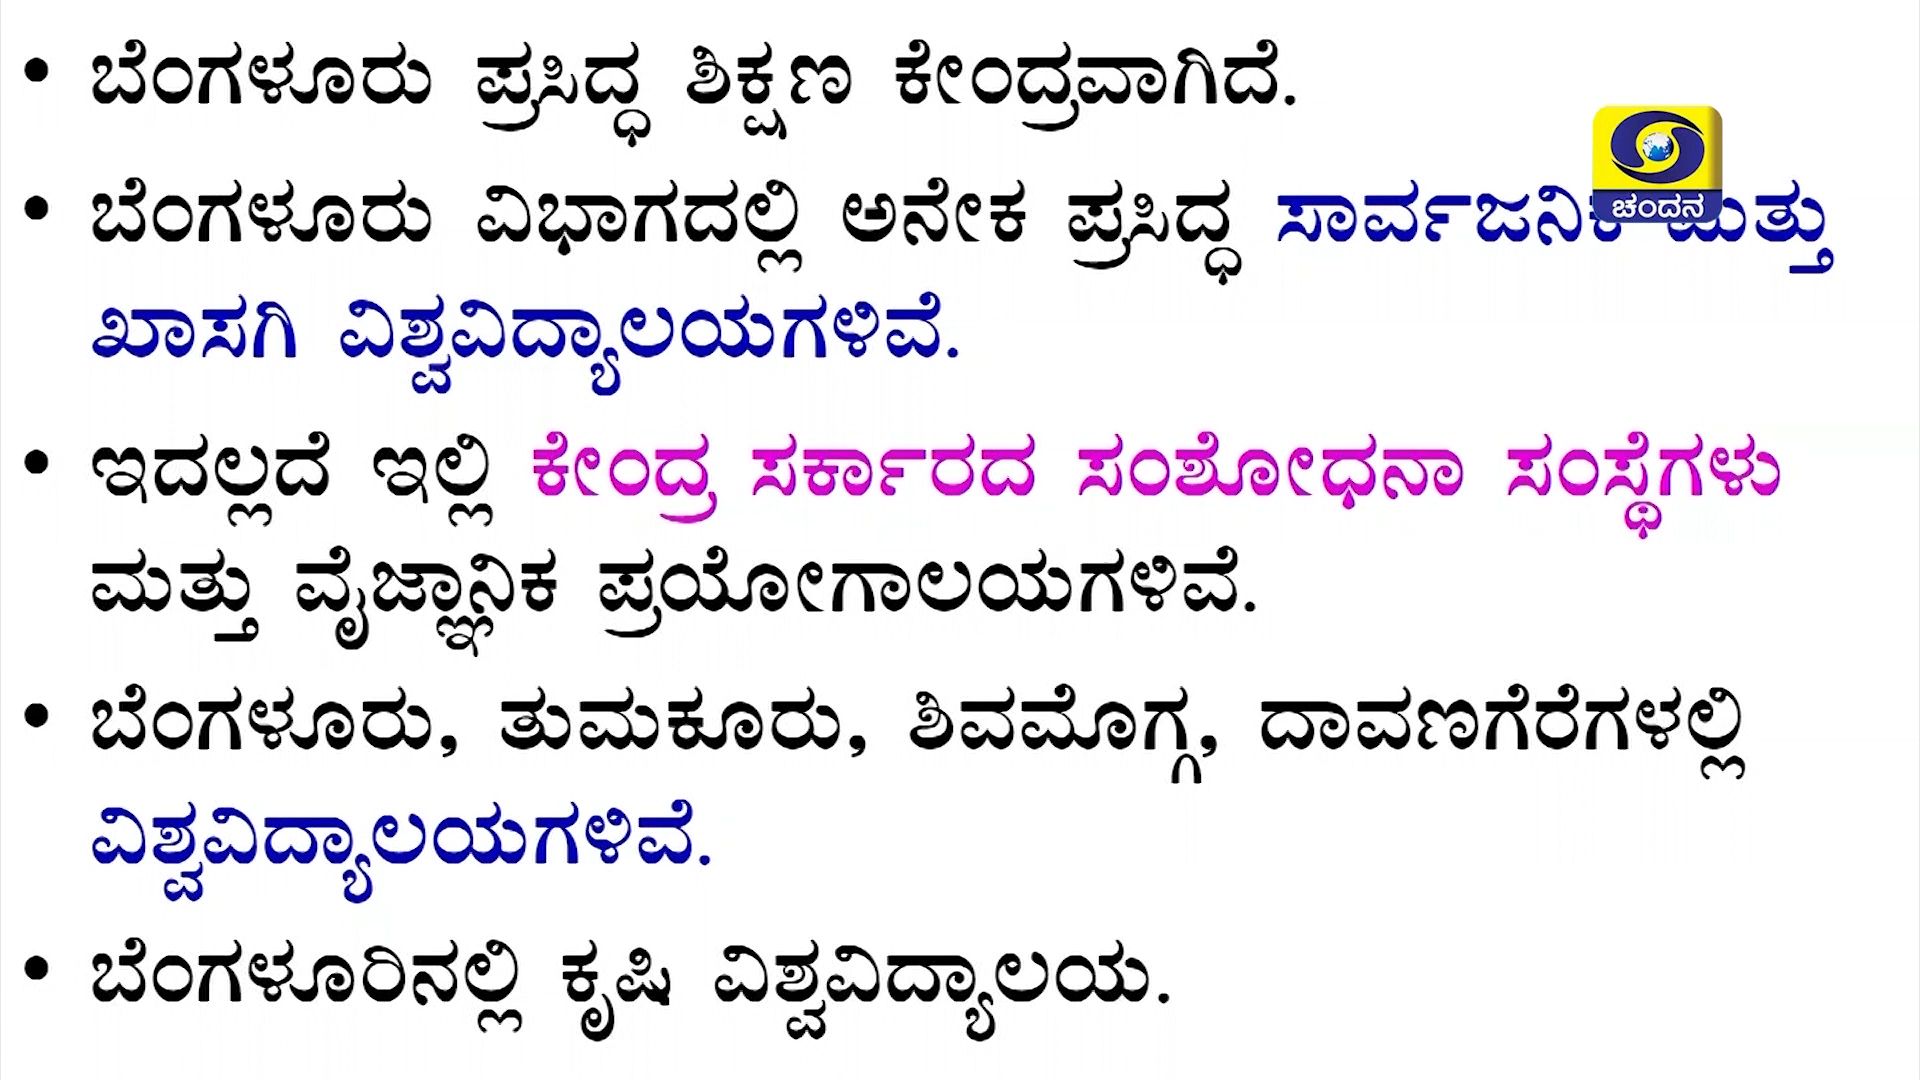 • ಬೆಂಗಳೂರು ಪ್ರಸಿದ್ಧ ಶಿಕ್ಷಣ ಕೇಂದ್ರವಾಗಿದೆ.
• ಬೆಂಗಳೂರು ವಿಭಾಗದಲ್ಲಿ ಅನೇಕ ಪ್ರಸಿದ್ಧ ಸಾರ್ವಜನಿಕ ಮತ್ತು
ಚಂದನ
ಖಾಸಗಿ ವಿಶ್ವವಿದ್ಯಾಲಯಗಳಿವೆ.
• ಇದಲ್ಲದೆ ಇಲ್ಲಿ ಕೇಂದ್ರ ಸರ್ಕಾರದ ಸಂಶೋಧನಾ ಸಂಸ್ಥೆಗಳು
ಮತ್ತು ವೈಜ್ಞಾನಿಕ ಪ್ರಯೋಗಾಲಯಗಳಿವೆ.
• ಬೆಂಗಳೂರು, ತುಮಕೂರು, ಶಿವಮೊಗ್ಗ, ದಾವಣಗೆರೆಗಳಲ್ಲಿ
ವಿಶ್ವವಿದ್ಯಾಲಯಗಳಿವೆ.
• ಬೆಂಗಳೂರಿನಲ್ಲಿ ಕೃಷಿ ವಿಶ್ವವಿದ್ಯಾಲಯ.